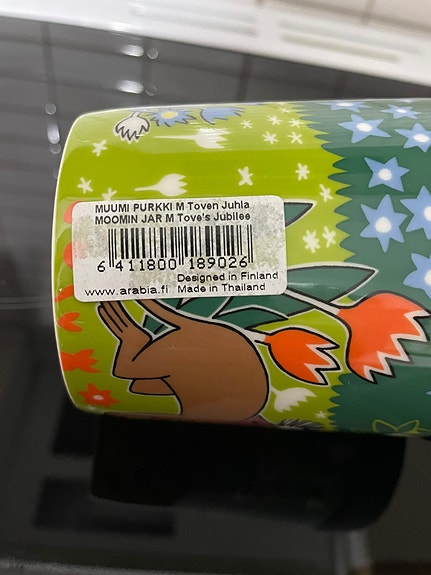 MUUMI PURKKI M Toven Juhla
MOOMIN JAR M Tove's Jubilee
6 411800 189026
Designed in Finland
www.arabia.fi Made in Thailand